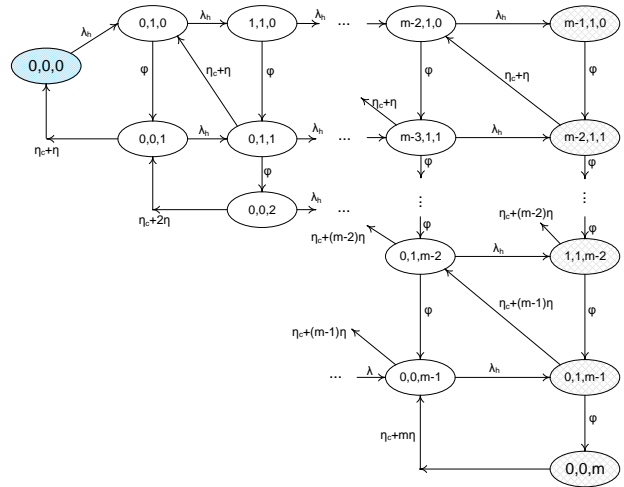 0,1,0 λh 1,1,0 λh ... m-2,1,0 λh m-1,1,0
λh
0,0,0 φ ηc+η φ φ ηc+η φ
ηc+η
0,0,1 λh 0,1,1 λh ... m-3,1,1 λh m-2,1,1
ηc+η φ φ φ
0,0,2 λh ... ⋮ ⋮
ηc+2η φ ηc+(m-2)η φ
ηc+(m-2)η
0,1,m-2 λh 1,1,m-2
φ ηc+(m-1)η φ
ηc+(m-1)η
... λ 0,0,m-1 λh 0,1,m-1
ηc+mη φ
0,0,m